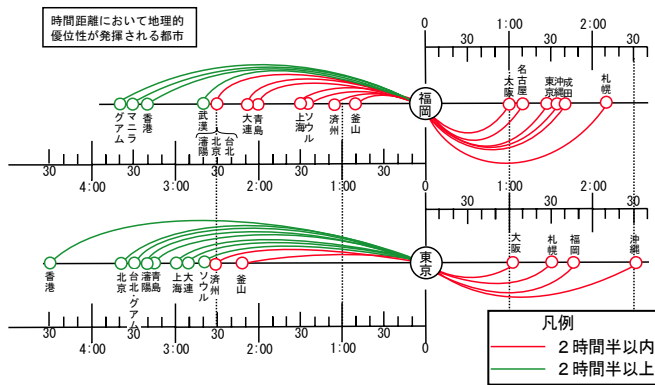 時間距離において地理的
優位性が発揮される都市
0
1:00
2:00
30
30
30
福岡
大阪
名古屋
東京
沖縄
成田
札幌
グアム
マニラ
香港
武漢
瀋陽
北京
台北
大連
青島
上海
ソウル
済州
釜山
30
4:00
30
3:00
30
2:00
30
1:00
30
0
0
30
1:00
30
2:00
30
東京
大阪
札幌
福岡
沖縄
香港
北京
台北・グアム
瀋陽
青島
上海
大連
ソウル
済州
釜山
30
4:00
30
3:00
30
2:00
30
1:00
30
0
凡例
2時間半以内
2時間半以上